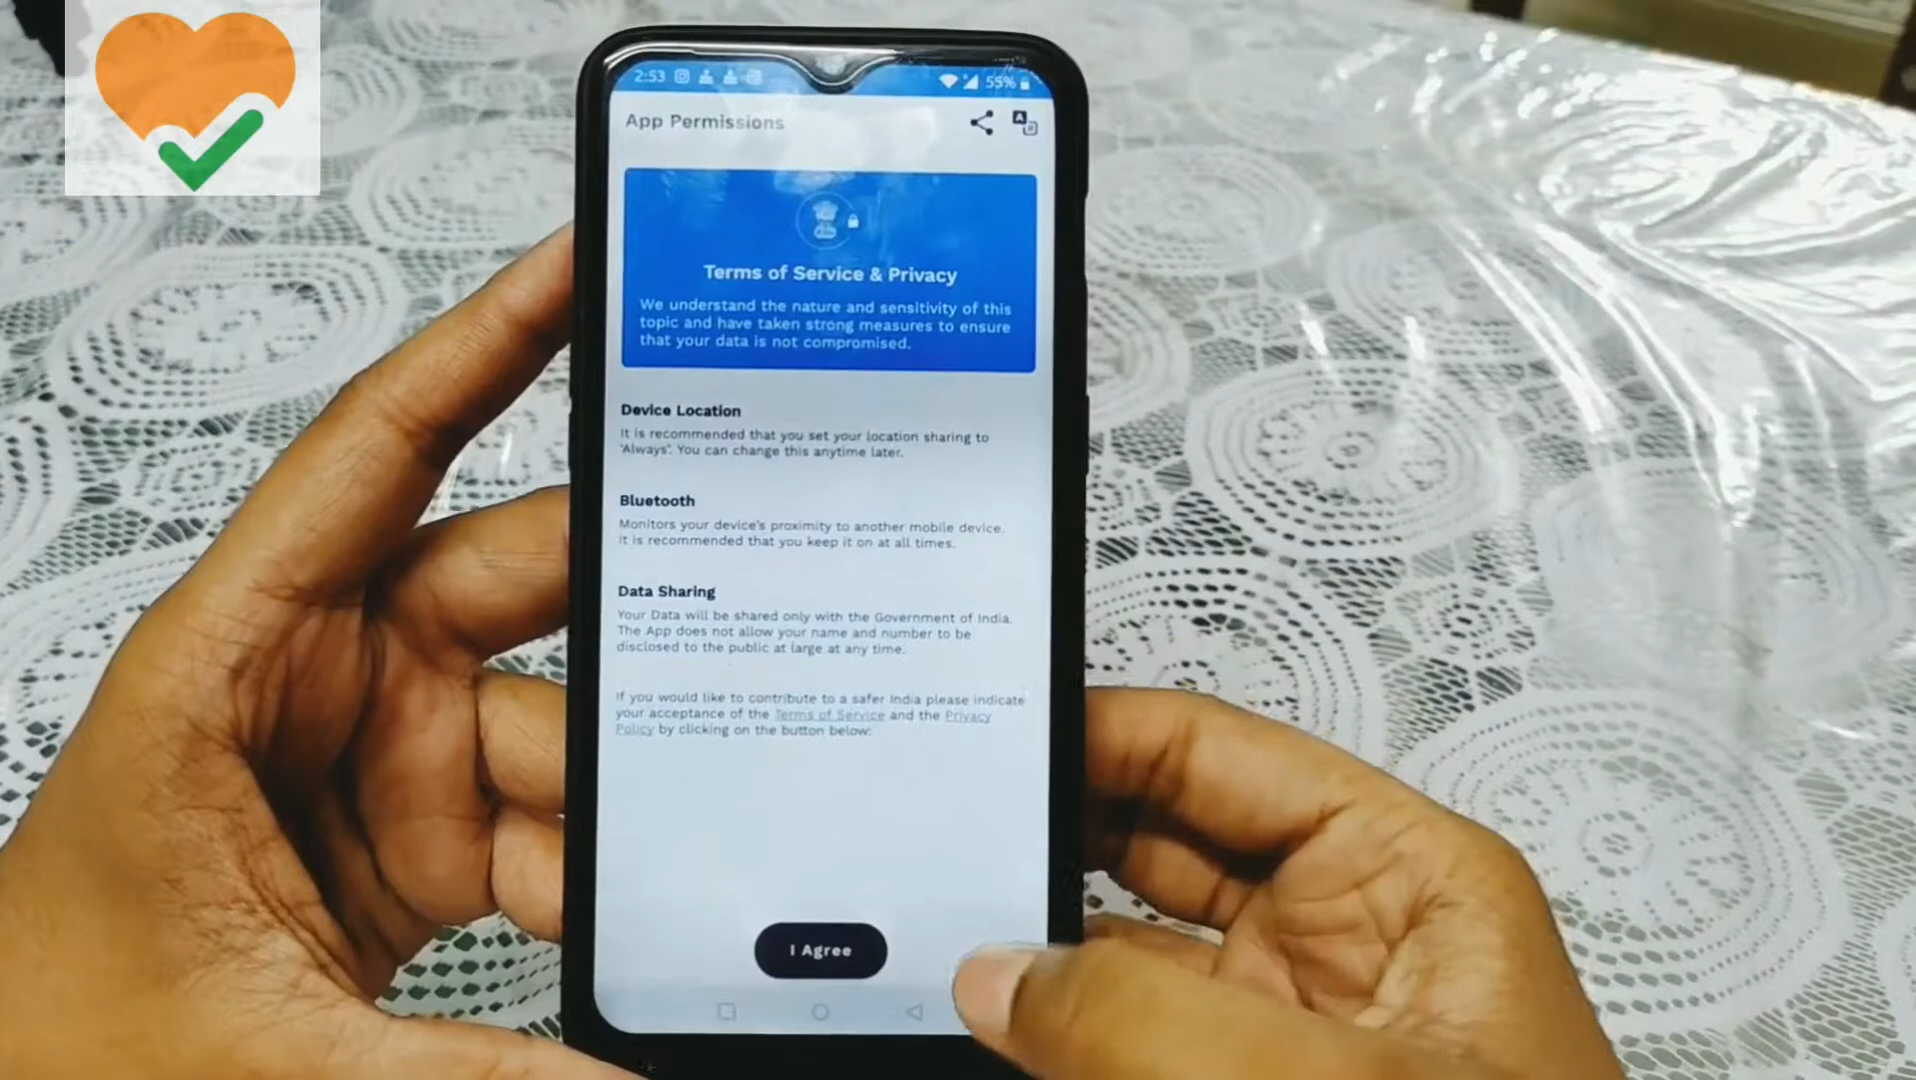 2:53
55%
App Permissions
Terms of Service & Privacy
We understand the nature and sensitivity of this
topic and have taken strong measures to ensure
that your data is not compromised.
Device Location
It is recommended that you set your location sharing to
'Always'. You can change this anytime later.
Bluetooth
Monitors your device's proximity to another mobile device.
It is recommended that you keep it on at all times.
Data Sharing
Your Data will be shared only with the Government of India.
The App does not allow your name and number to be
disclosed to the public at large at any time.
If you would like to contribute to a safer India please indicate
your acceptance of the Terms of Service and the Privacy
Policy by clicking on the button below:
I Agree